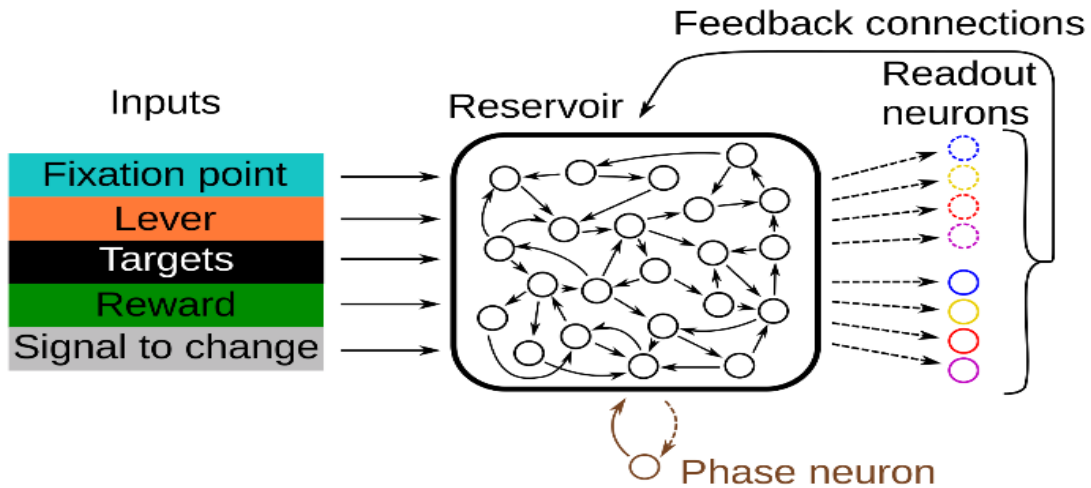 Feedback connections
Inputs
Reservoir
Readout
neurons
Fixation point
Lever
Targets
Reward
Signal to change
Phase neuron